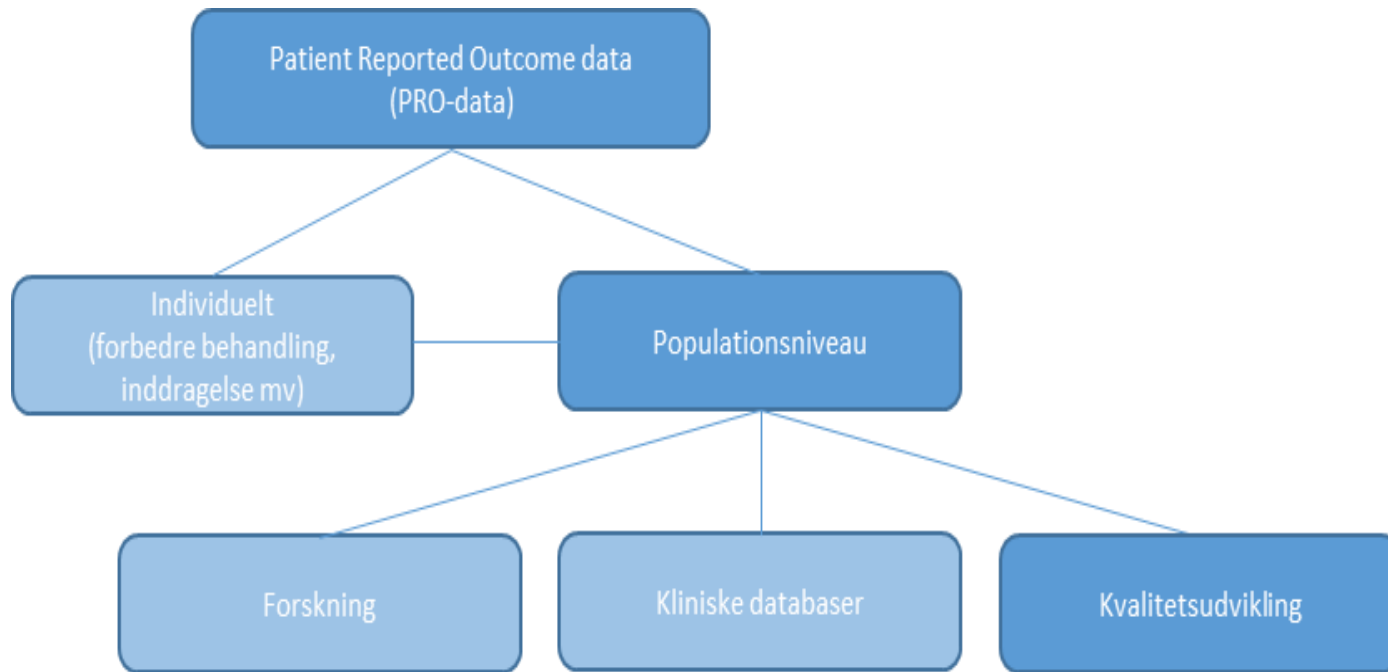 Patient Reported Outcome data
(PRO-data)
Individuelt
(forbedre behandling,
inddragelse mv)
Populationsniveau
Forskning
Kliniske databaser
Kvalitetsudvikling